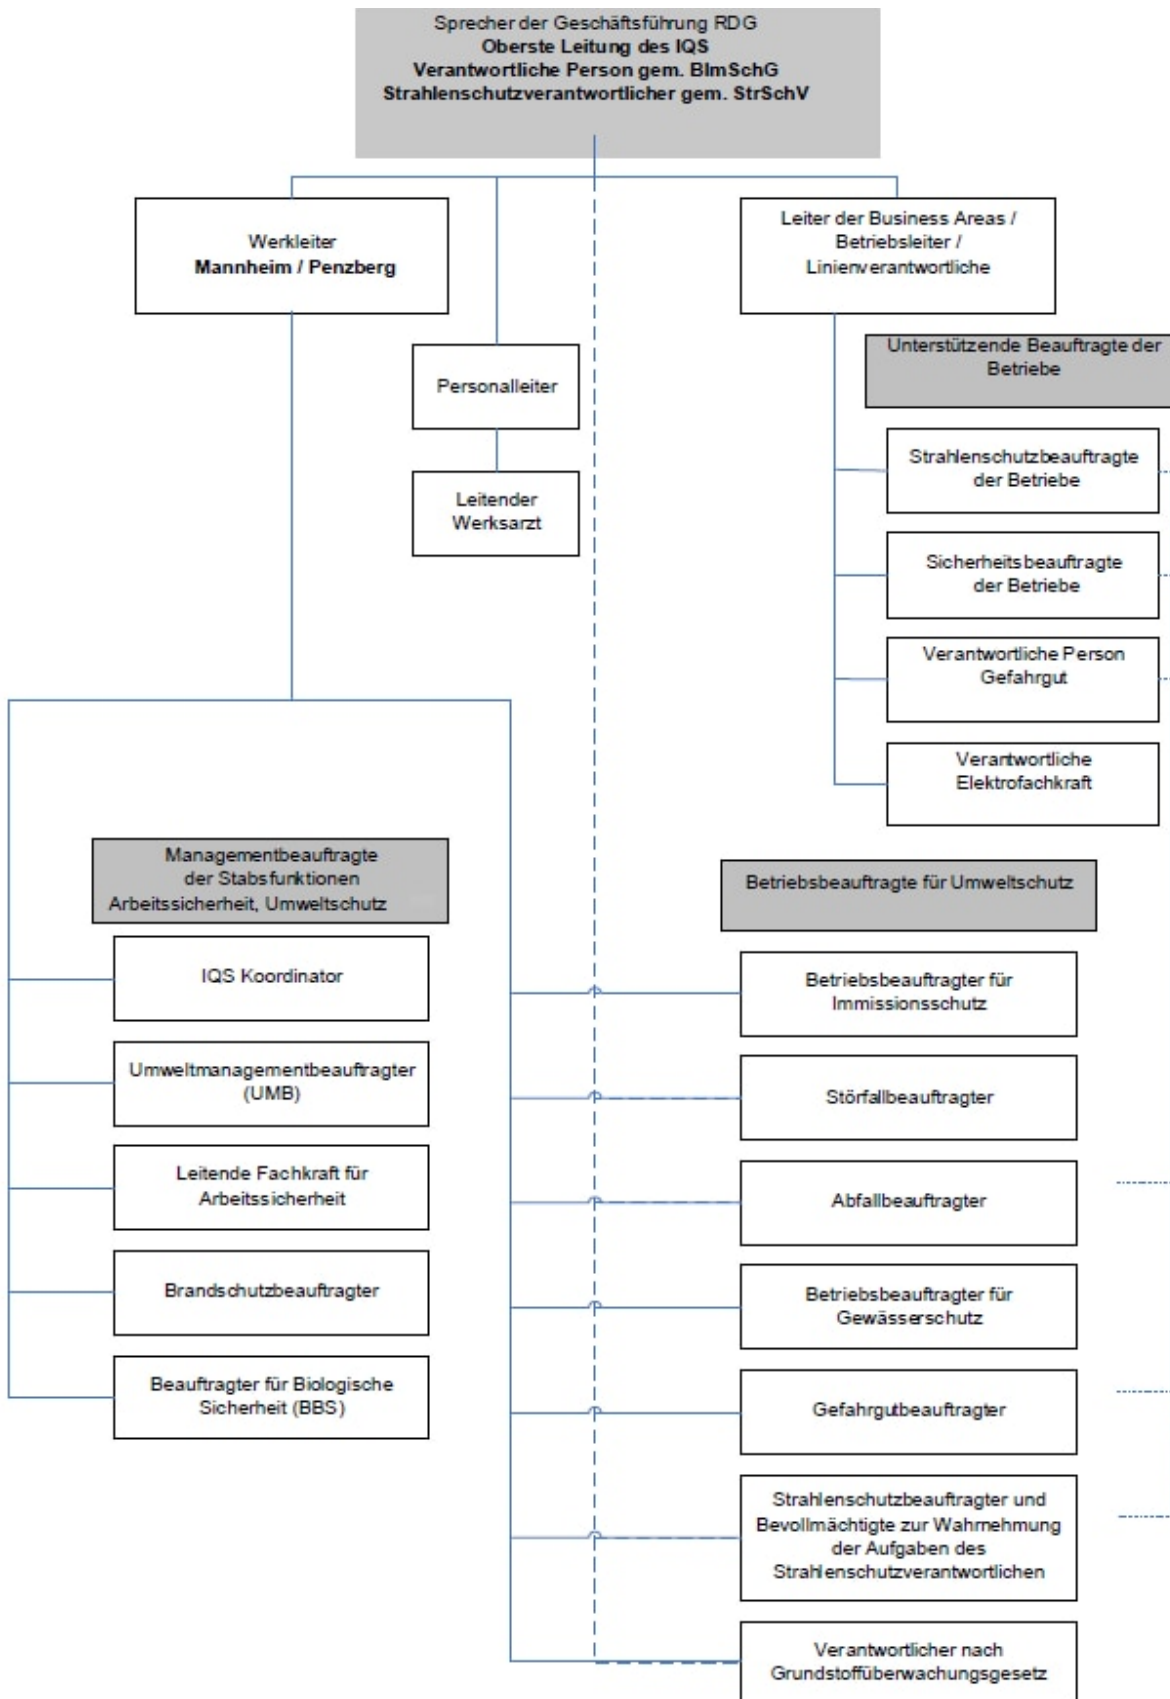 Sprecher der Geschäftsführung RDG
Oberste Leitung des IQS
Verantwortliche Person gem. BImSchG
Strahlenschutzverantwortlicher gem. StrSchV
Werkleiter
Mannheim / Penzberg
Leiter der Business Areas /
Betriebsleiter /
Linienverantwortliche
Personalleiter
Leitender
Werksarzt
Unterstützende Beauftragte der
Betriebe
Strahlenschutzbeauftragte
der Betriebe
Sicherheitsbeauftragte
der Betriebe
Verantwortliche Person
Gefahrgut
Verantwortliche
Elektrofachkraft
Managementbeauftragte
der Stabsfunktionen
Arbeitssicherheit, Umweltschutz
IQS Koordinator
Umweltmanagementbeauftragter
(UMB)
Leitende Fachkraft für
Arbeitssicherheit
Brandschutzbeauftragter
Beauftragter für Biologische
Sicherheit (BBS)
Betriebsbeauftragte für Umweltschutz
Betriebsbeauftragter für
Immissionsschutz
Störfallbeauftragter
Abfallbeauftragter
Betriebsbeauftragter für
Gewässerschutz
Gefahrgutbeauftragter
Strahlenschutzbeauftragter und
Bevollmächtigte zur Wahrnehmung
der Aufgaben des
Strahlenschutzverantwortlichen
Verantwortlicher nach
Grundstoffüberwachungsgesetz